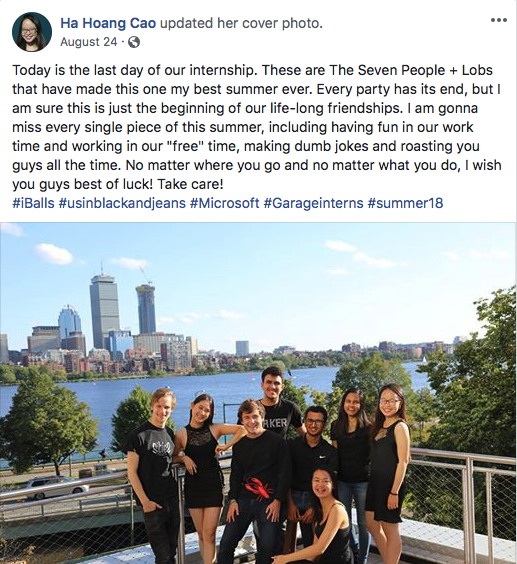 Ha Hoang Cao updated her cover photo.
August 24 ·
Today is the last day of our internship. These are The Seven People + Lobs
that have made this one my best summer ever. Every party has its end, but I
am sure this is just the beginning of our life-long friendships. I am gonna
miss every single piece of this summer, including having fun in our work
time and working in our "free" time, making dumb jokes and roasting you
guys all the time. No matter where you go and no matter what you do, I wish
you guys best of luck! Take care!
#iBalls #usinblackandjeans #Microsoft #Garageinterns #summer18